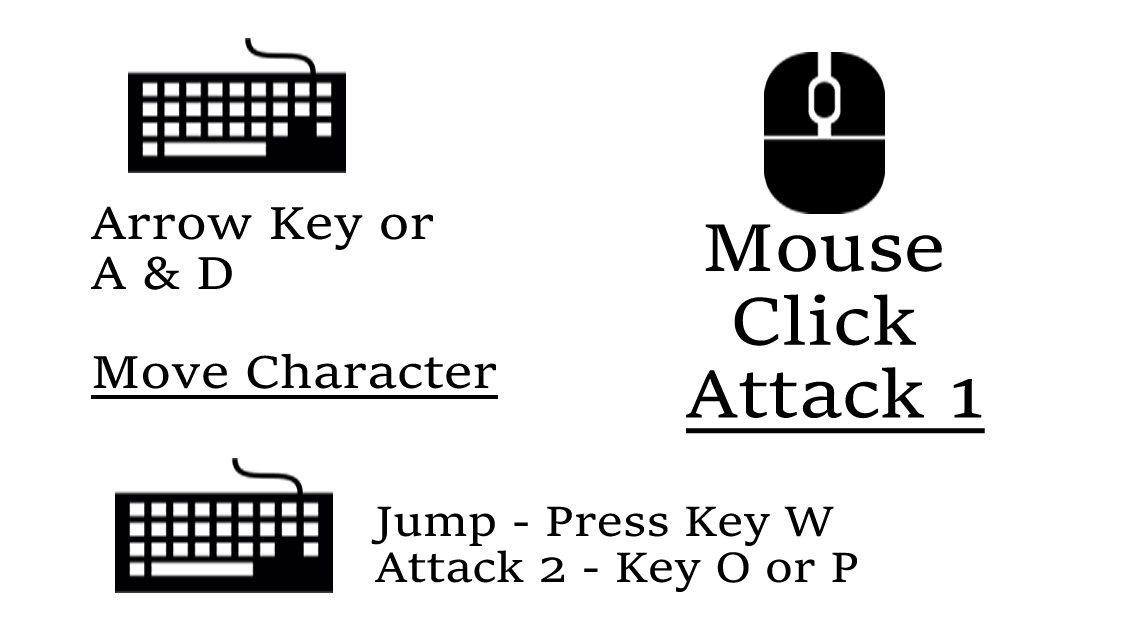 Arrow Key or
A & D
Move Character
Mouse
Click
Attack 1
Jump - Press Key W
Attack 2 - Key O or P